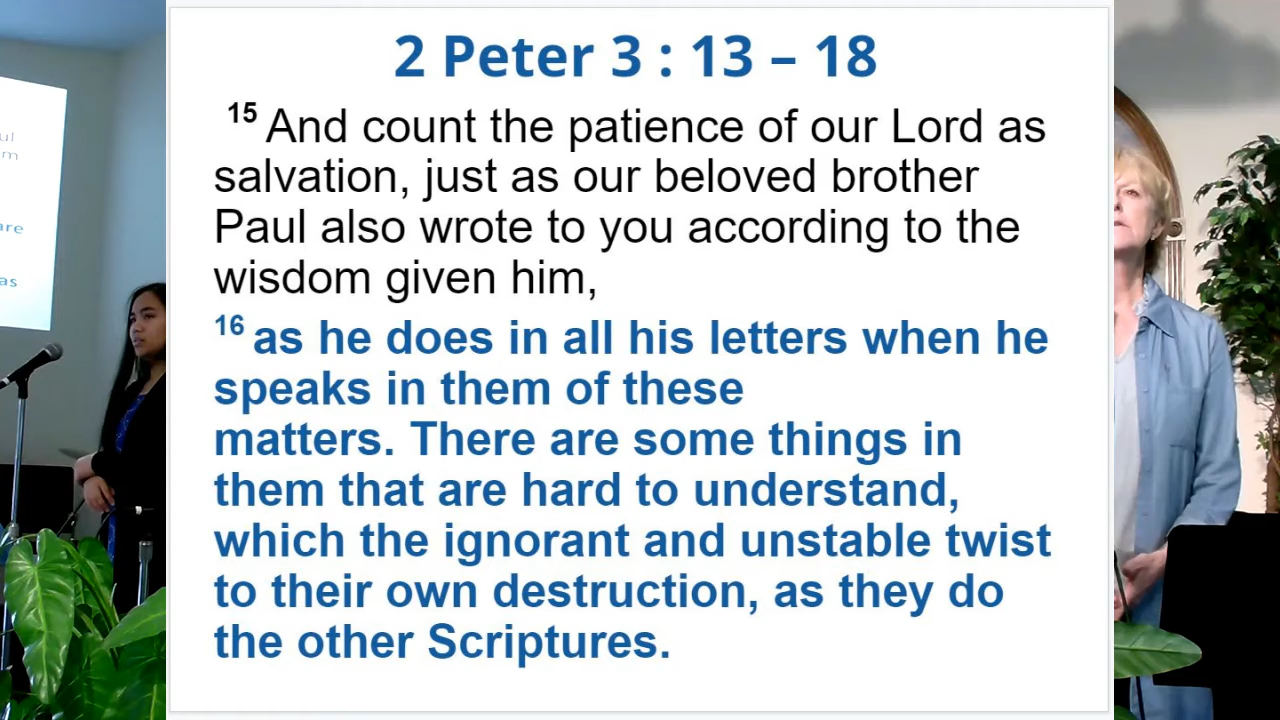 2 Peter 3 : 13 – 18
15 And count the patience of our Lord as
salvation, just as our beloved brother
Paul also wrote to you according to the
wisdom given him,
16 as he does in all his letters when he
speaks in them of these
matters. There are some things in
them that are hard to understand,
which the ignorant and unstable twist
to their own destruction, as they do
the other Scriptures.